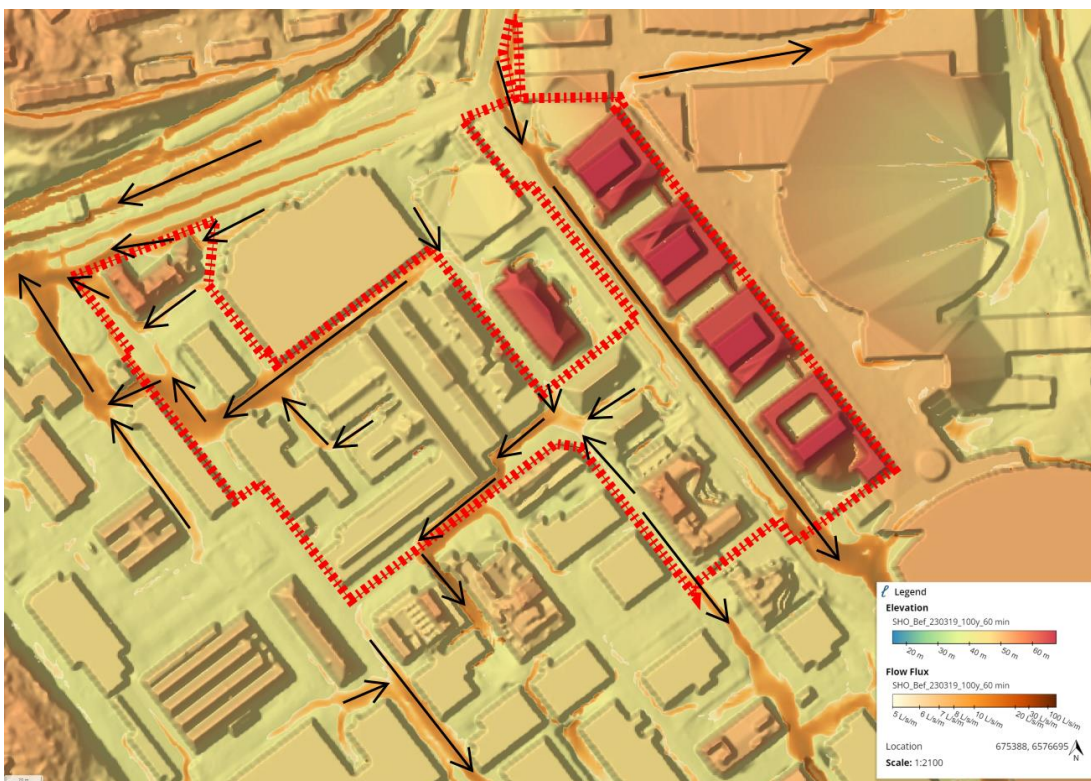 Legend
Elevation
SHO_Bef_230319_100y_60 min
20 m 30 m 40 m 50 m 60 m
Flow Flux
SHO_Bef_230319_100y_60 min
5 L/s/m 6 L/s/m 7 L/s/m 8 L/s/m 10 L/s/m 20 L/s/m 30 L/s/m 100 L/s/m
Location 675388, 6576695
Scale: 1:2100
N